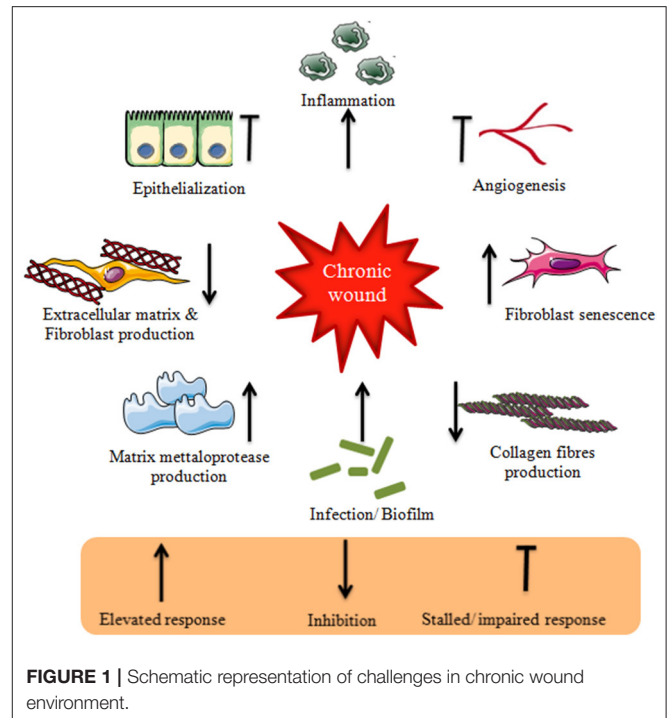 Inflammation
Epithelialization
Angiogenesis
Chronic
wound
Extracellular matrix &
Fibroblast production
Fibroblast senescence
Matrix mettaloprotease
production
Collagen fibres
production
Infection/ Biofilm
Elevated response
Inhibition
Stalled/impaired response
FIGURE 1 | Schematic representation of challenges in chronic wound
environment.